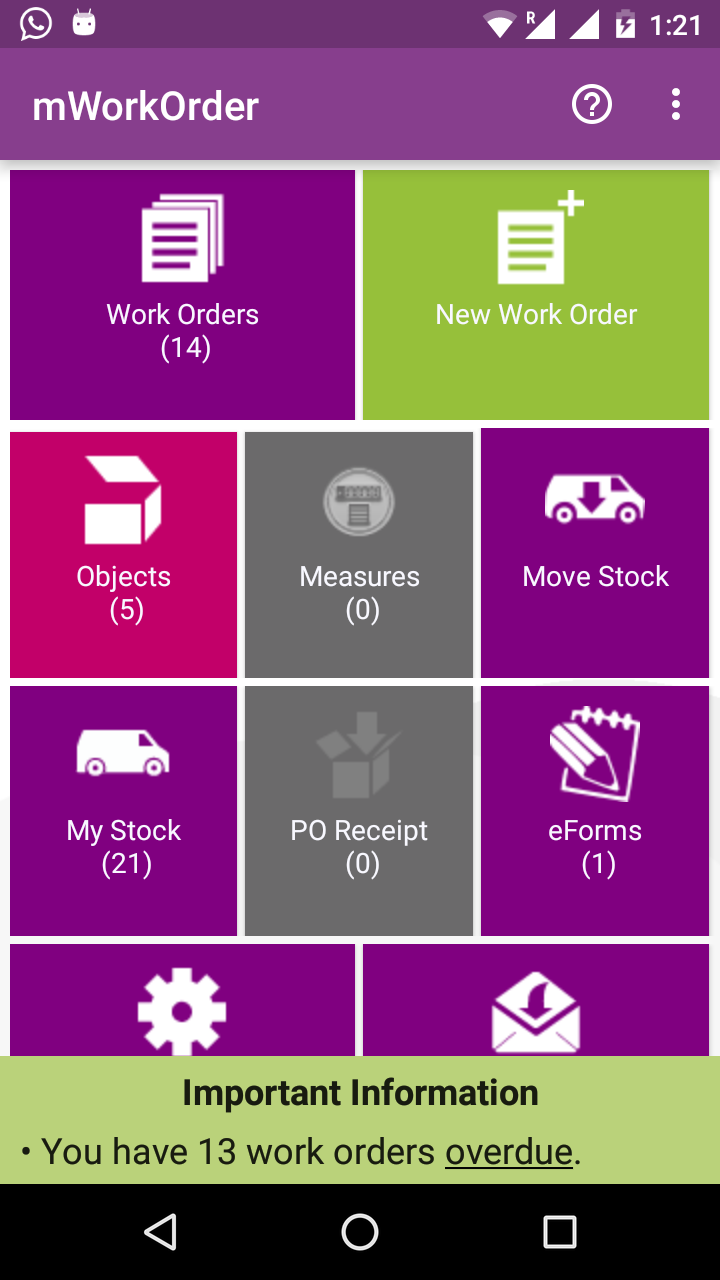 R
1:21
mWorkOrder
Work Orders
(14)
New Work Order
Objects
(5)
Measures
(0)
Move Stock
My Stock
(21)
PO Receipt
(0)
eForms
(1)
Important Information
• You have 13 work orders overdue.